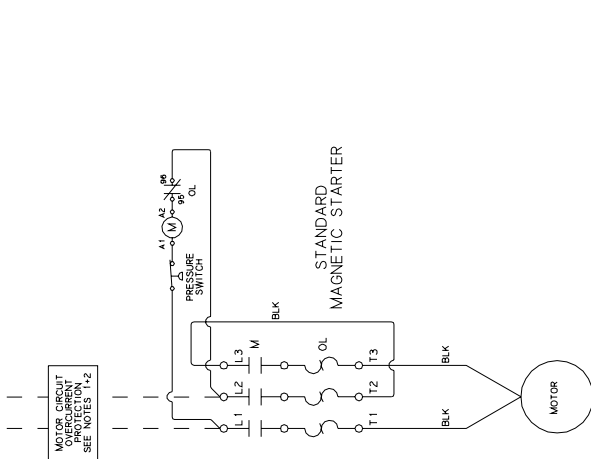 MOTOR CIRCUIT
OVERCURRENT
PROTECTION
SEE NOTES 1+2
PRESSURE
SWITCH
A1
M
A2
95
96
OL
STANDARD
MAGNETIC STARTER
L1
L2
L3
M
BLK
OL
T1
T2
T3
BLK
BLK
BLK
MOTOR